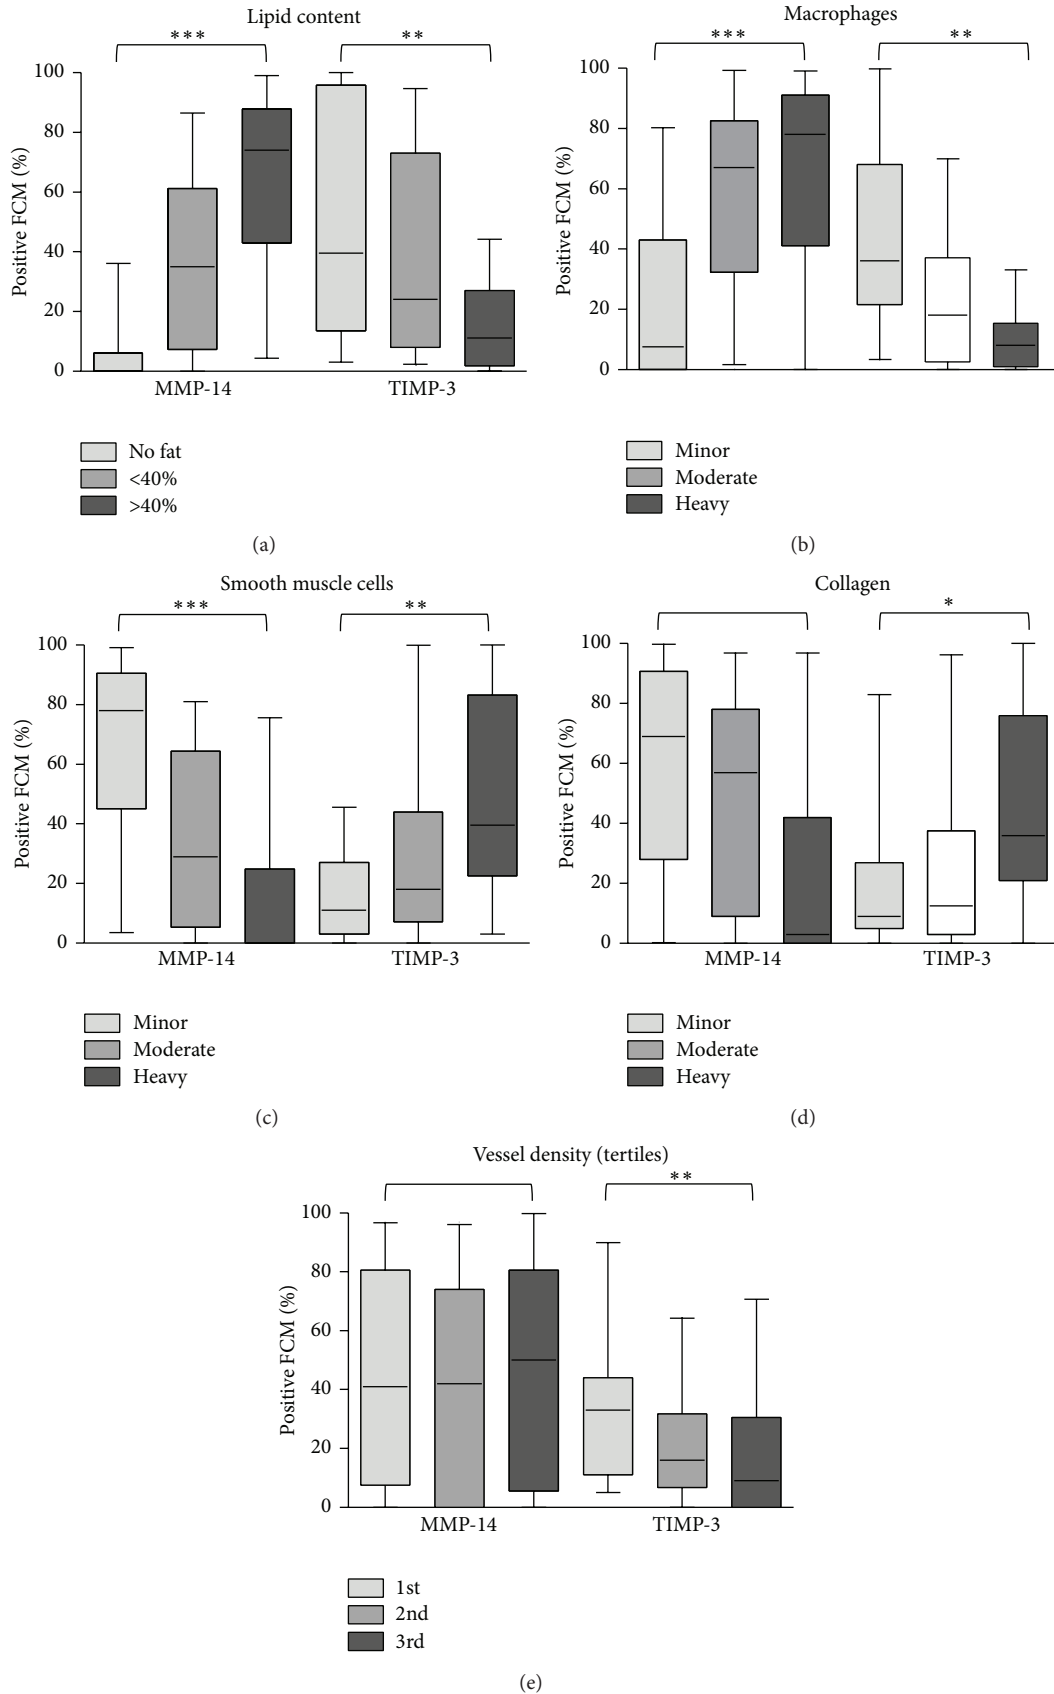 Lipid content
*** **
Positive FCM (%)
100
80
60
40
20
0
MMP-14 TIMP-3
No fat
<40%
>40%
(a)
Macrophages
*** **
Positive FCM (%)
100
80
60
40
20
0
Minor
Moderate
Heavy
(b)
Smooth muscle cells
*** **
Positive FCM (%)
100
80
60
40
20
0
MMP-14 TIMP-3
Minor
Moderate
Heavy
(c)
Collagen
*
Positive FCM (%)
100
80
60
40
20
0
MMP-14 TIMP-3
Minor
Moderate
Heavy
(d)
Vessel density (tertiles)
**
Positive FCM (%)
100
80
60
40
20
0
MMP-14 TIMP-3
1st
2nd
3rd
(e)